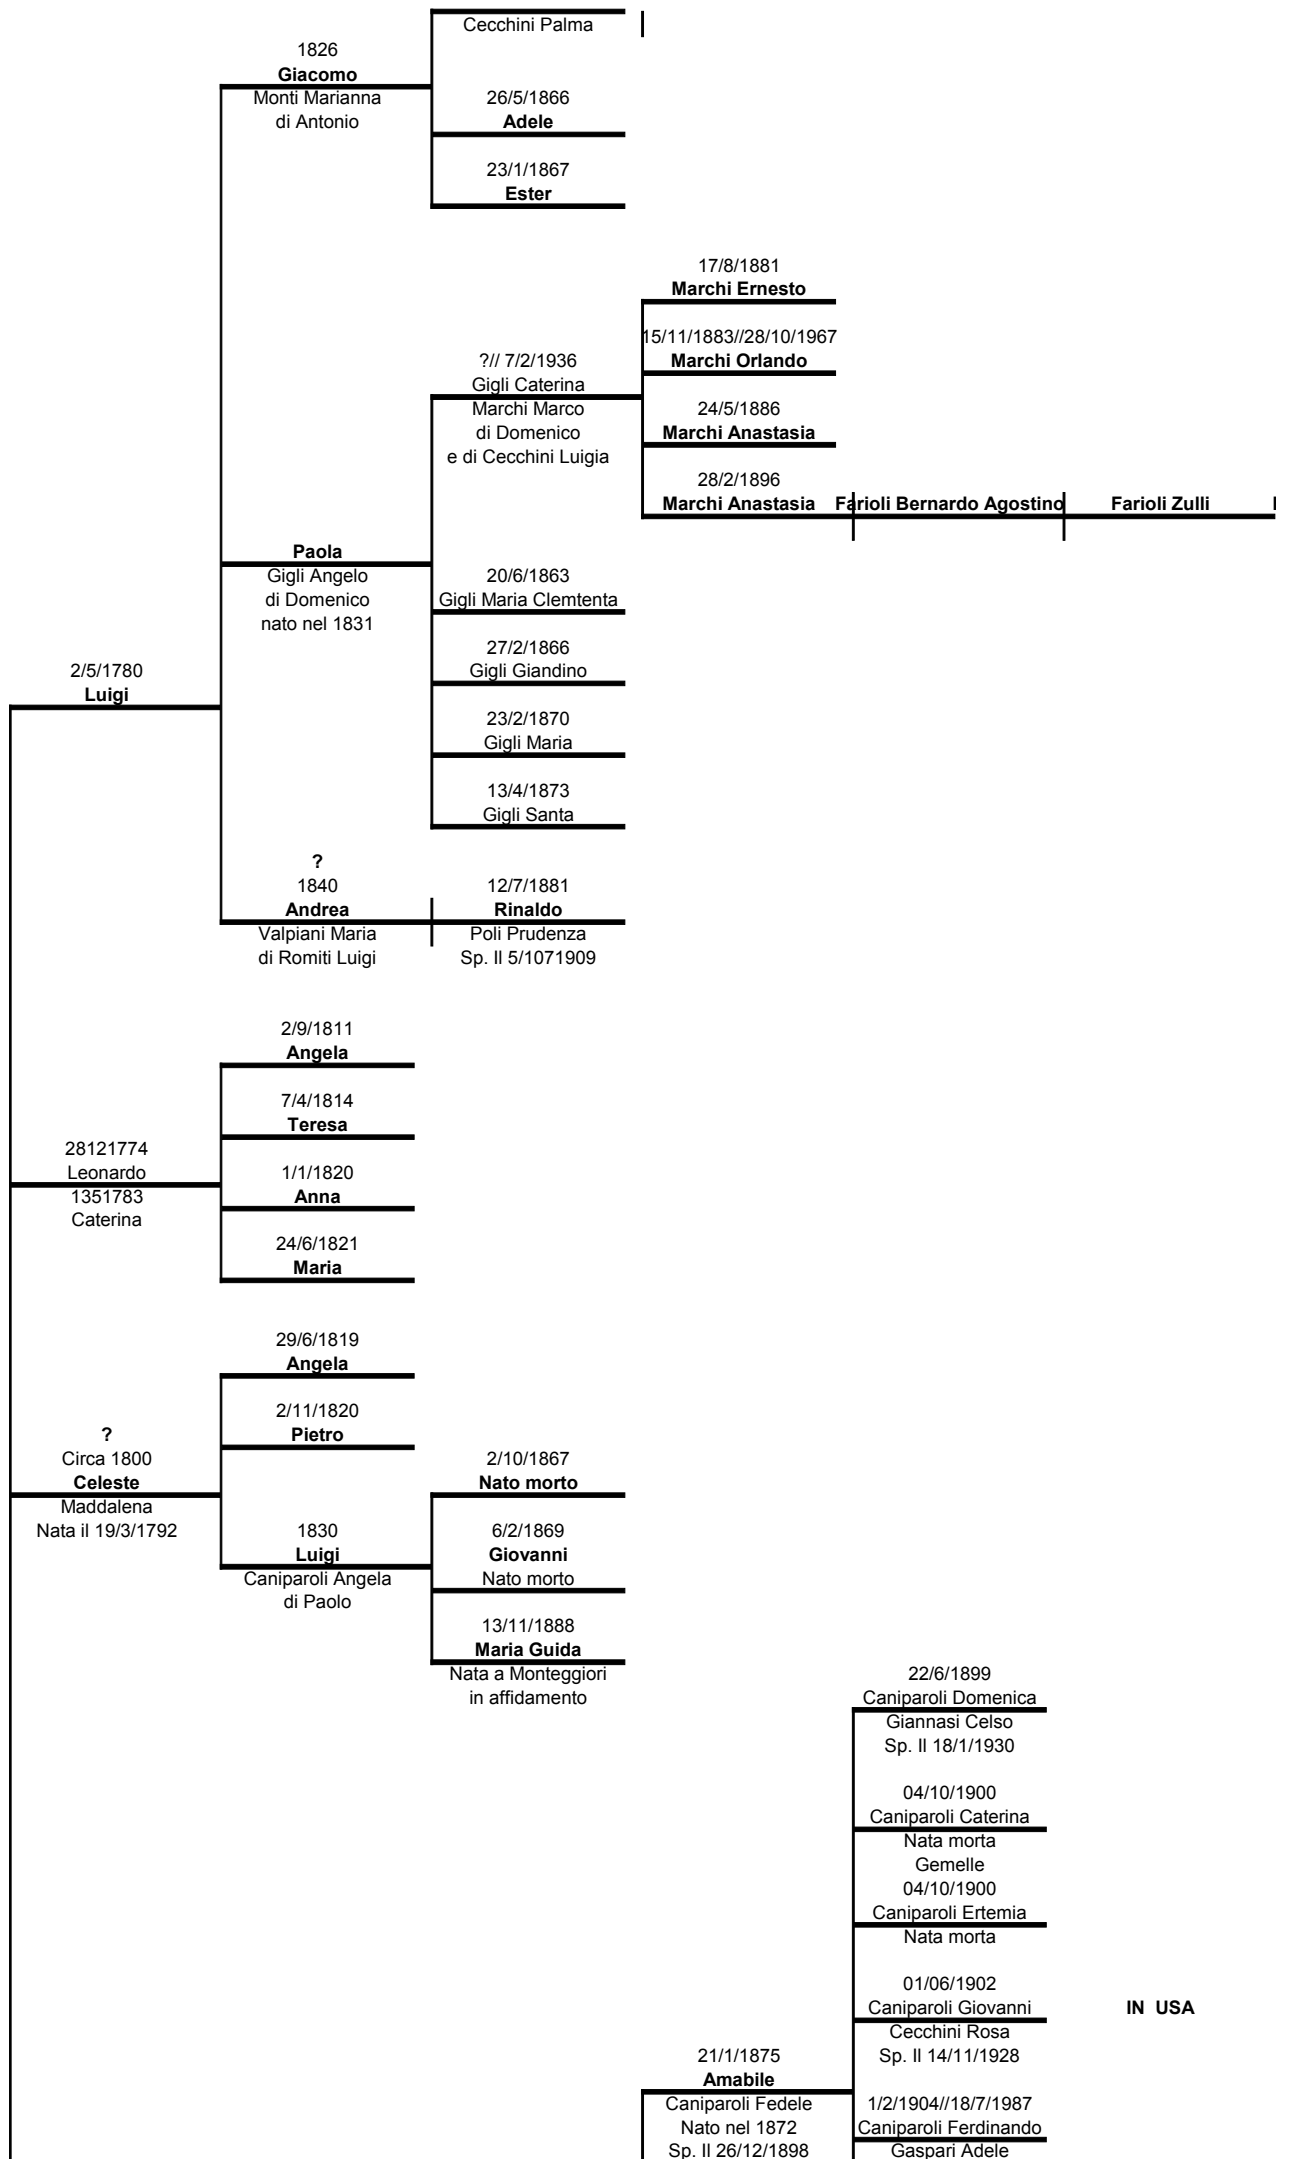 Cecchini Palma
1826
Giacomo
Monti Marianna
di Antonio
26/5/1866
Adele
23/1/1867
Ester
17/8/1881
Marchi Ernesto
15/11/1883//28/10/1967
Marchi Orlando
?// 7/2/1936
Gigli Caterina
Marchi Marco
di Domenico
e di Cecchini Luigia
24/5/1886
Marchi Anastasia
28/2/1896
Marchi Anastasia
Farioli Bernardo Agostino
Farioli Zulli
Paola
Gigli Angelo
di Domenico
nato nel 1831
20/6/1863
Gigli Maria Clemtenta
27/2/1866
Gigli Giandino
2/5/1780
Luigi
23/2/1870
Gigli Maria
13/4/1873
Gigli Santa
?
1840
Andrea
Valpiani Maria
di Romiti Luigi
12/7/1881
Rinaldo
Poli Prudenza
Sp. Il 5/1071909
2/9/1811
Angela
7/4/1814
Teresa
28121774
Leonardo
1351783
Caterina
1/1/1820
Anna
24/6/1821
Maria
29/6/1819
Angela
2/11/1820
Pietro
?
Circa 1800
Celeste
Maddalena
Nata il 19/3/1792
2/10/1867
Nato morto
1830
Luigi
Caniparoli Angela
di Paolo
6/2/1869
Giovanni
Nato morto
13/11/1888
Maria Guida
Nata a Monteggiori
in affidamento
22/6/1899
Caniparoli Domenica
Giannasi Celso
Sp. Il 18/1/1930
04/10/1900
Caniparoli Caterina
Nata morta
Gemelle
04/10/1900
Caniparoli Ertemia
Nata morta
01/06/1902
Caniparoli Giovanni
IN USA
Cecchini Rosa
Sp. Il 14/11/1928
21/1/1875
Amabile
Caniparoli Fedele
Nato nel 1872
Sp. Il 26/12/1898
1/2/1904//18/7/1987
Caniparoli Ferdinando
Gaspari Adele